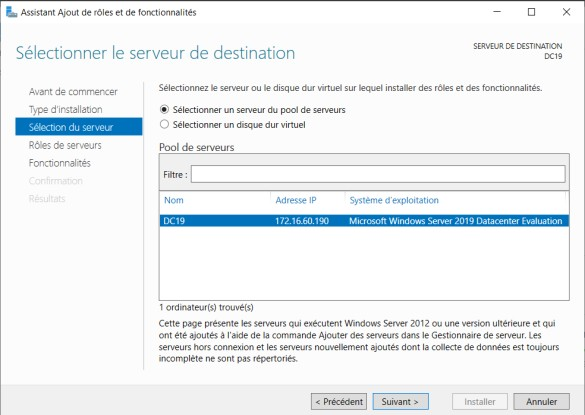 Assistant Ajout de rôles et de fonctionnalités
Sélectionner le serveur de destination
SERVEUR DE DESTINATION
DC19
Avant de commencer
Type d'installation
Sélection du serveur
Rôles de serveurs
Fonctionnalités
Confirmation
Résultats
Sélectionnez le serveur ou le disque dur virtuel sur lequel installer des rôles et des fonctionnalités.
Sélectionner un serveur du pool de serveurs
Sélectionner un disque dur virtuel
Pool de serveurs
Filtre :
Nom Adresse IP Système d'exploitation
DC19 172.16.60.190 Microsoft Windows Server 2019 Datacenter Evaluation
1 ordinateur(s) trouvé(s)
Cette page présente les serveurs qui exécutent Windows Server 2012 ou une version ultérieure et qui
ont été ajoutés à l'aide de la commande Ajouter des serveurs dans le Gestionnaire de serveur. Les
serveurs hors connexion et les serveurs nouvellement ajoutés dont la collecte de données est toujours
incomplète ne sont pas répertoriés.
< Précédent Suivant > Installer Annuler